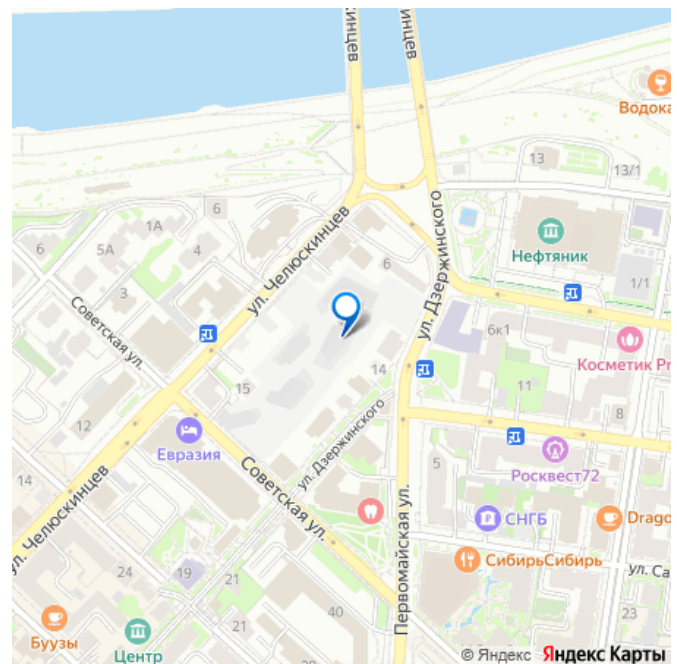 кинцев
инцев
Водока
13
13/1
6
1А
5А
4
6
3
ул. Челюскинцев
6
ул. Дзержинского
Нефтяник
1/1
Советская ул.
6к1
Косметик Pr
14
11
15
8
12
Евразия
ул. Дзержинского
5
Росквест72
14
Советская ул.
СНГБ
Drago
ул. Челюскинцев
Первомайская ул.
СибирьСибирь
ул. Са
24
19
21
40
23
21
Буузы
Центр
© Яндекс Яндекс Карты